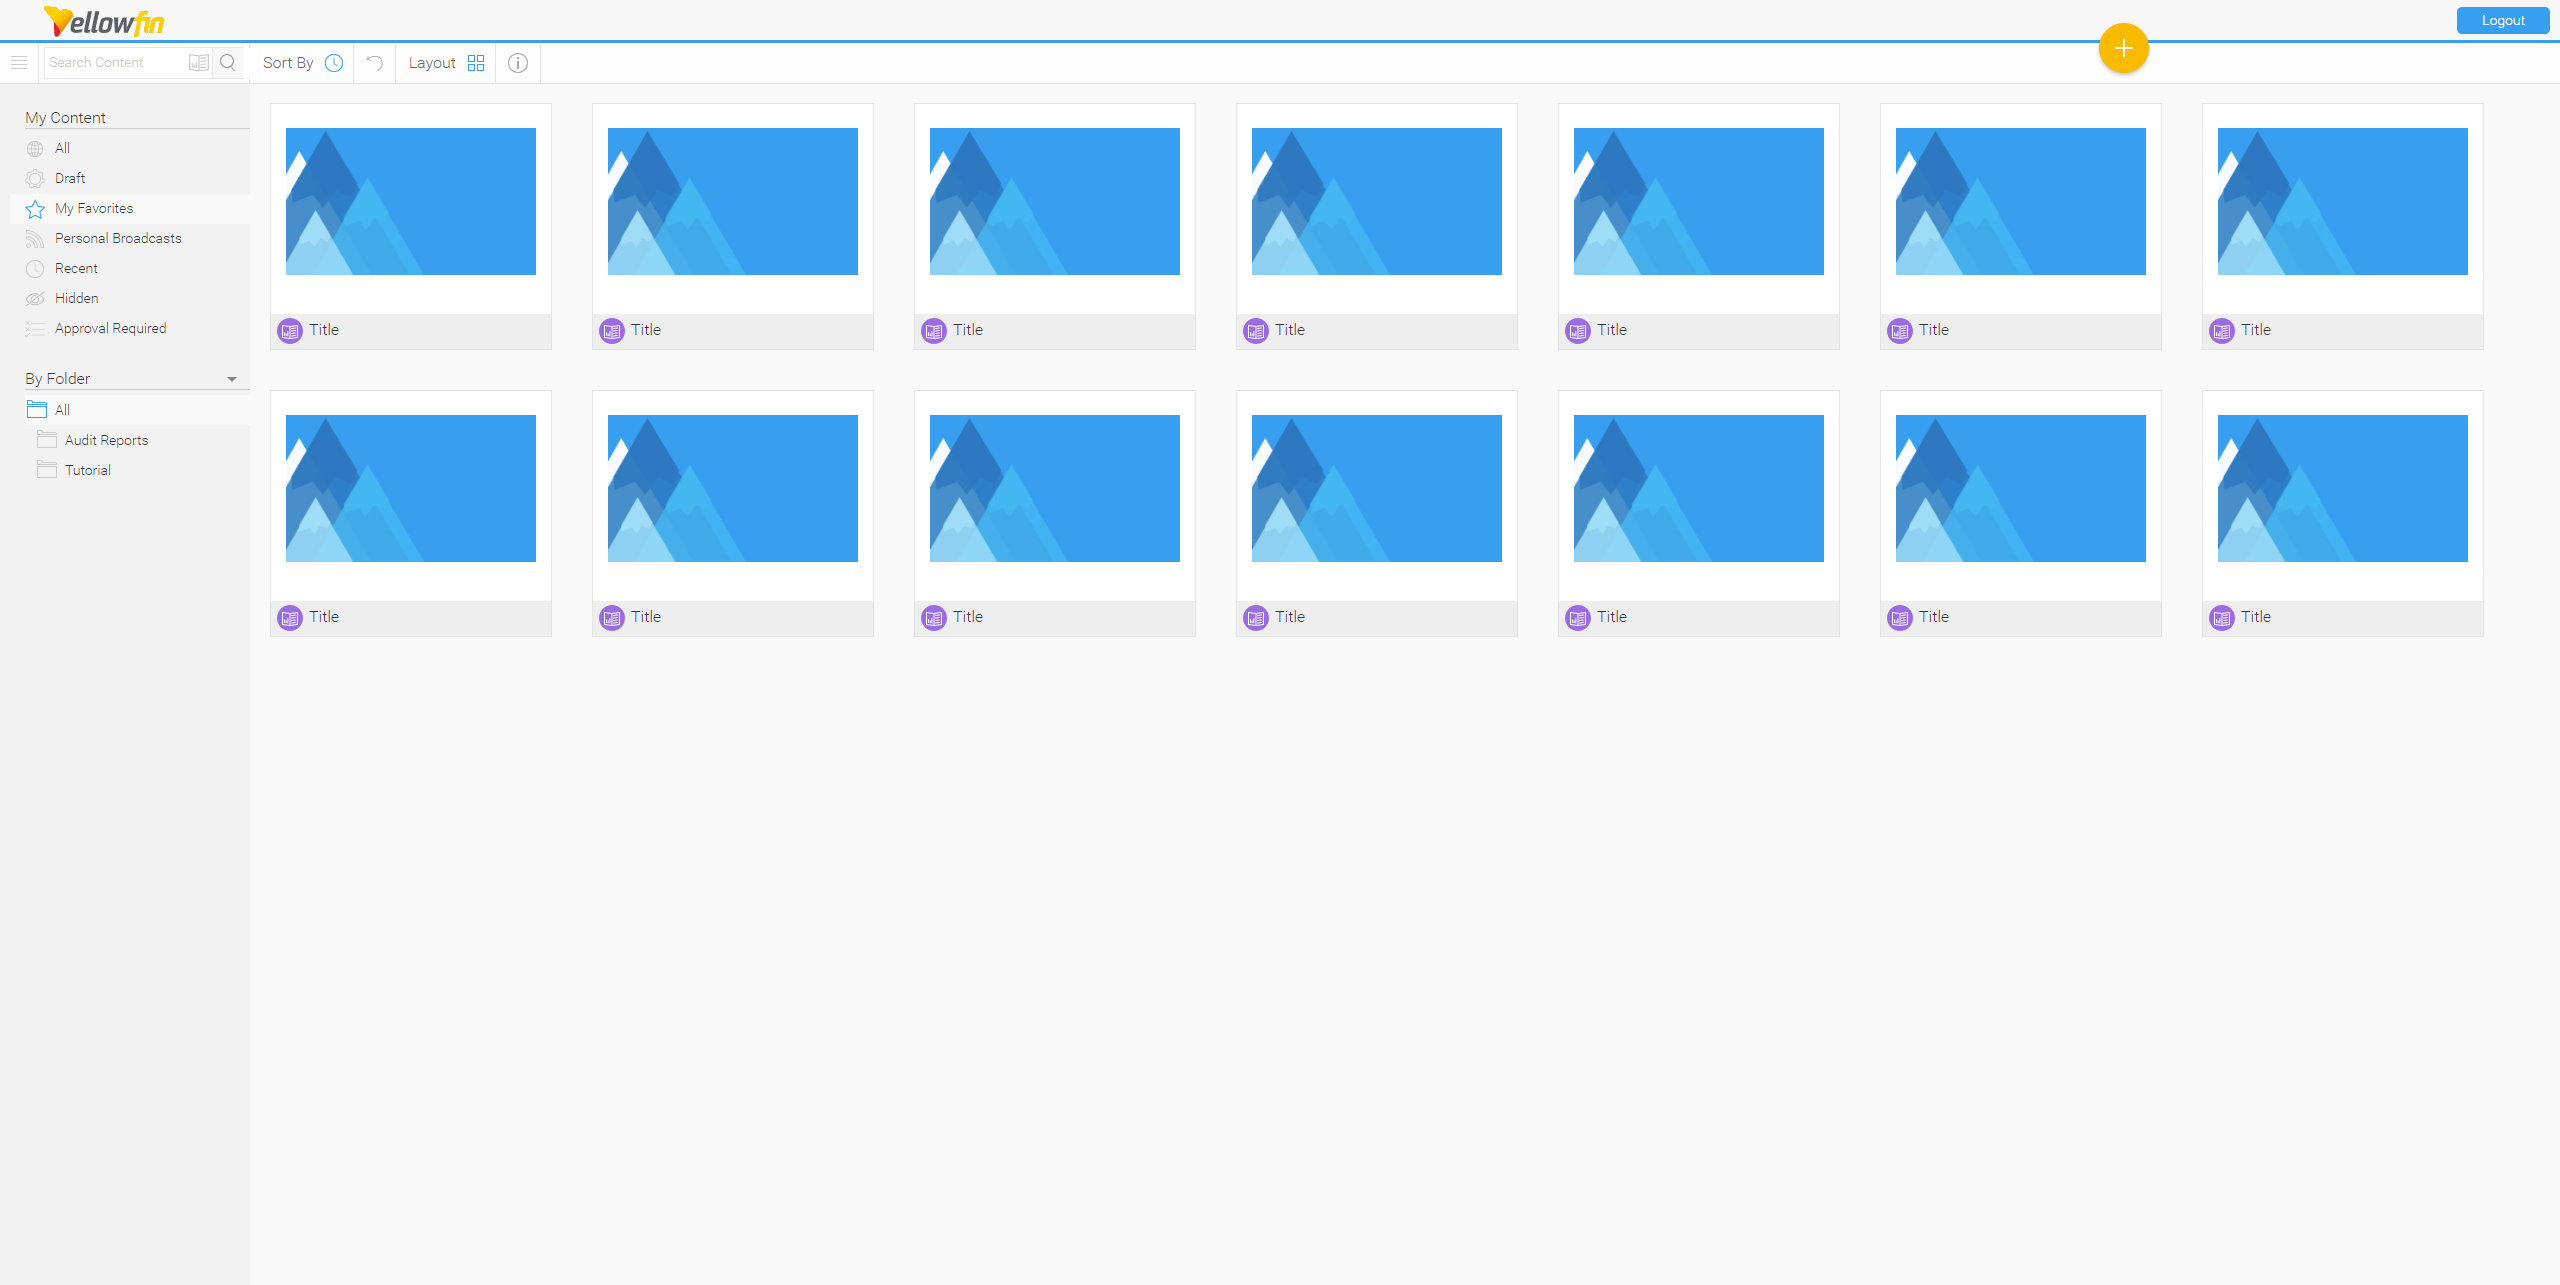 Yellowfin
Logout
Search Content
Sort By
Layout
My Content
All
Draft
My Favorites
Personal Broadcasts
Recent
Hidden
Approval Required
By Folder
All
Audit Reports
Tutorial
Title
Title
Title
Title
Title
Title
Title
Title
Title
Title
Title
Title
Title
Title